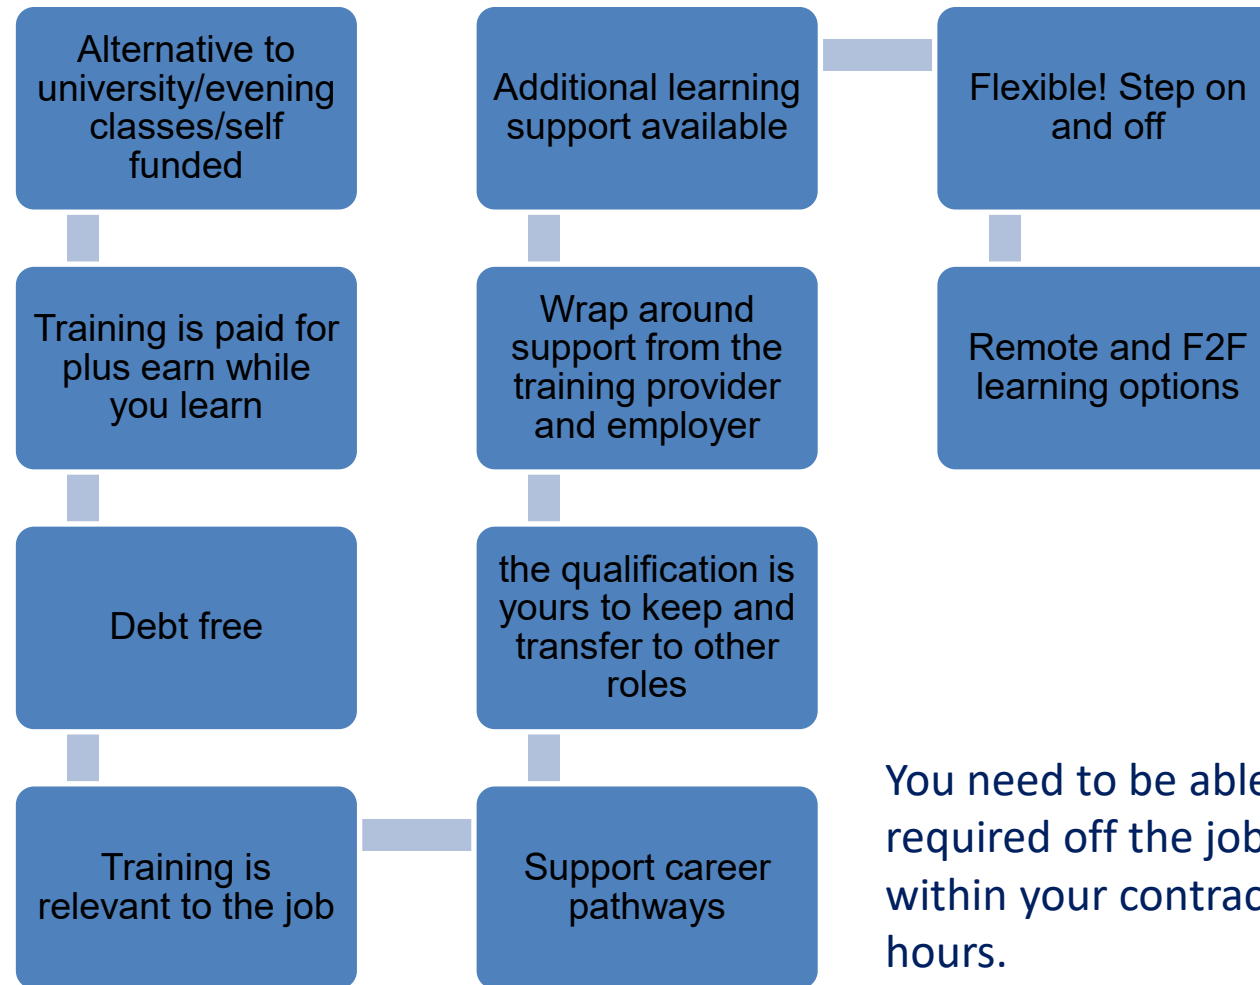 Alternative to
university/evening
classes/self
funded
Training is paid for
plus earn while
you learn
Debt free
Training is
relevant to the job
Support career
pathways
the qualification is
yours to keep and
transfer to other
roles
Wrap around
support from the
training provider
and employer
Additional learning
support available
Flexible! Step on
and off
Remote and F2F
learning options
You need to be able
required off the job
within your contrac
hours.